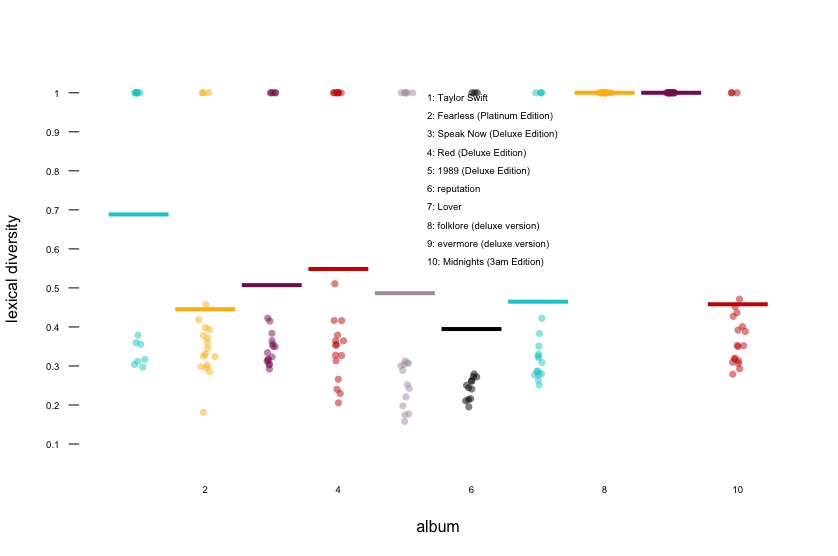 1
0.9
0.8
0.7
0.6
0.5
0.4
0.3
0.2
0.1
lexical diversity
1: Taylor Swift
2: Fearless (Platinum Edition)
3: Speak Now (Deluxe Edition)
4: Red (Deluxe Edition)
5: 1989 (Deluxe Edition)
6: reputation
7: Lover
8: folklore (deluxe version)
9: evermore (deluxe version)
10: Midnights (3am Edition)
2 4 6 8 10
album